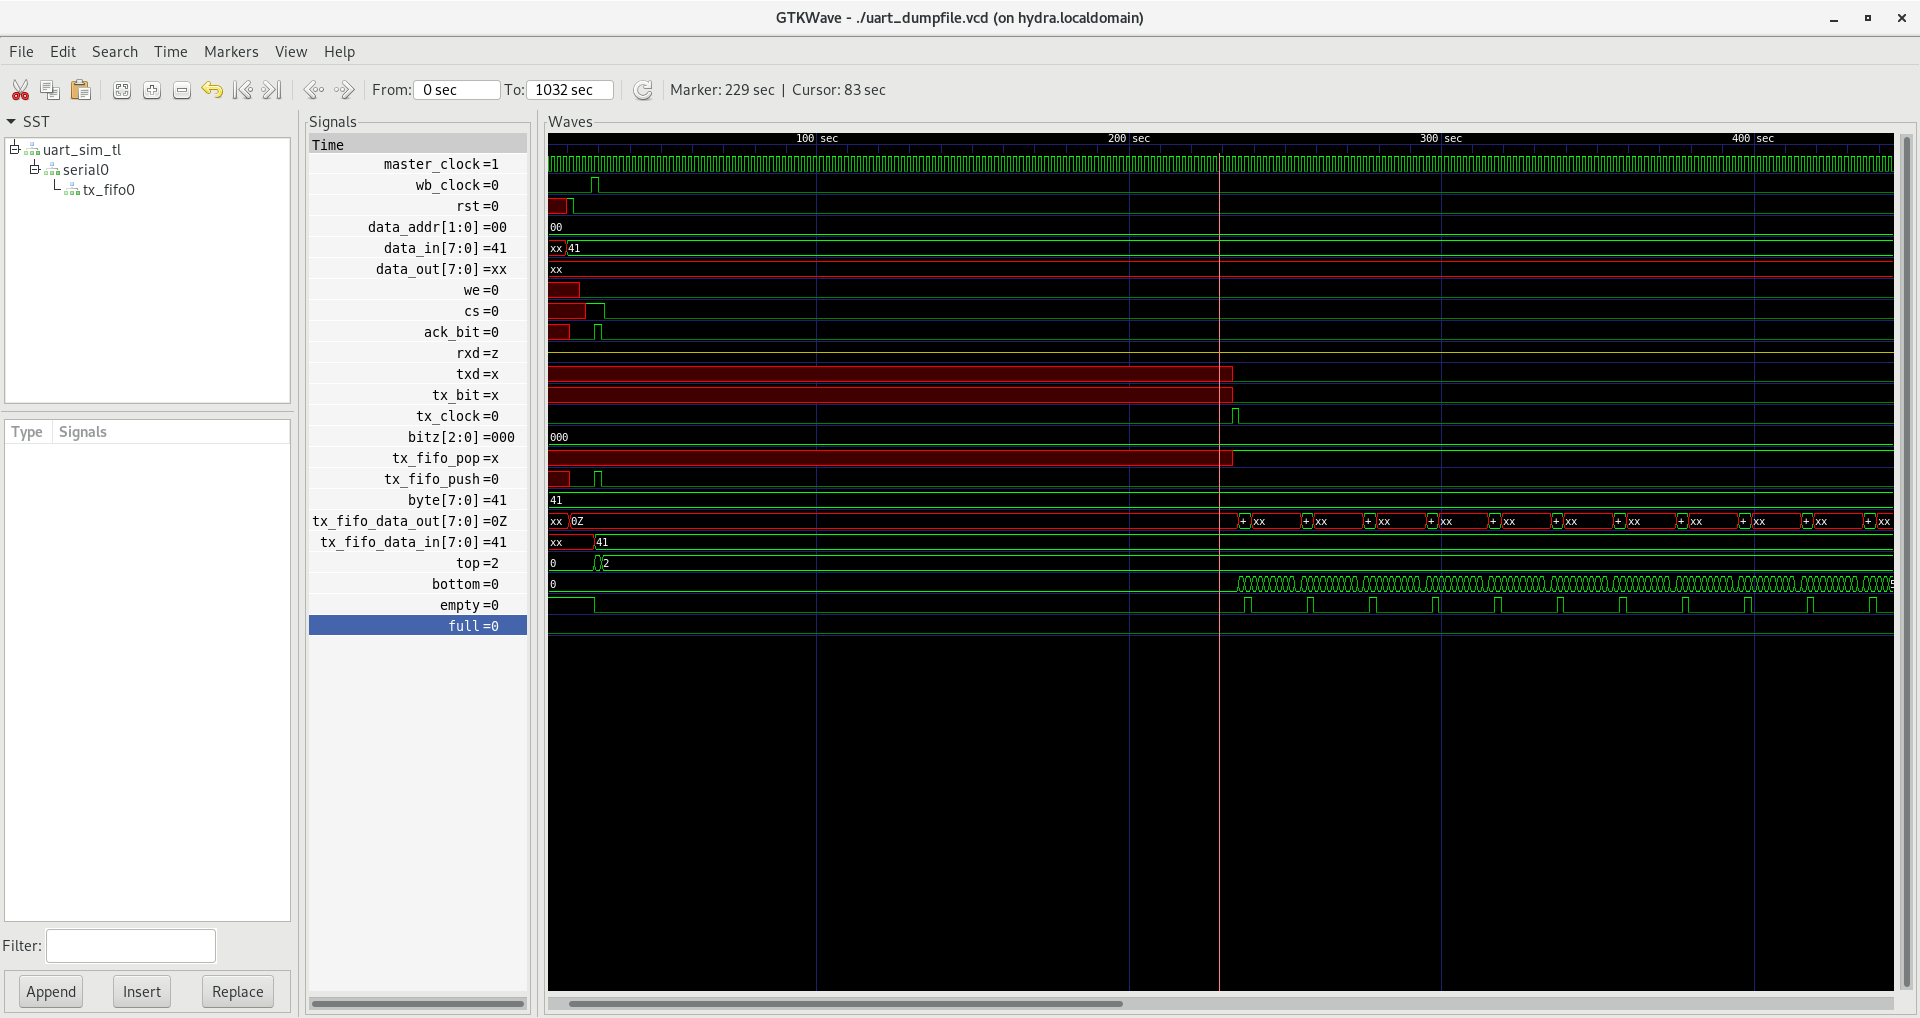 GTKWave - ./uart_dumpfile.vcd (on hydra.localdomain)
File Edit Search Time Markers View Help
From: 0 sec To: 1032 sec Marker: 229 sec | Cursor: 83 sec
SST
uart_sim_tl
serial0
tx_fifo0
Type Signals
Filter:
Append Insert Replace
Signals
Time
master_clock=1
wb_clock=0
rst=0
data_addr[1:0]=00
data_in[7:0]=41
data_out[7:0]=xx
we=0
cs=0
ack_bit=0
rxd=z
txd=x
tx_bit=x
tx_clock=0
bitz[2:0]=000
tx_fifo_pop=x
tx_fifo_push=0
byte[7:0]=41
tx_fifo_data_out[7:0]=0Z
tx_fifo_data_in[7:0]=41
top=2
bottom=0
empty=0
full=0
Waves
100 sec 200 sec 300 sec 400 sec
00
xx 41
xx
000
41
xx 0Z + xx + xx + xx + xx + xx + xx + xx + xx + xx + xx + xx
xx 41
0 2
0